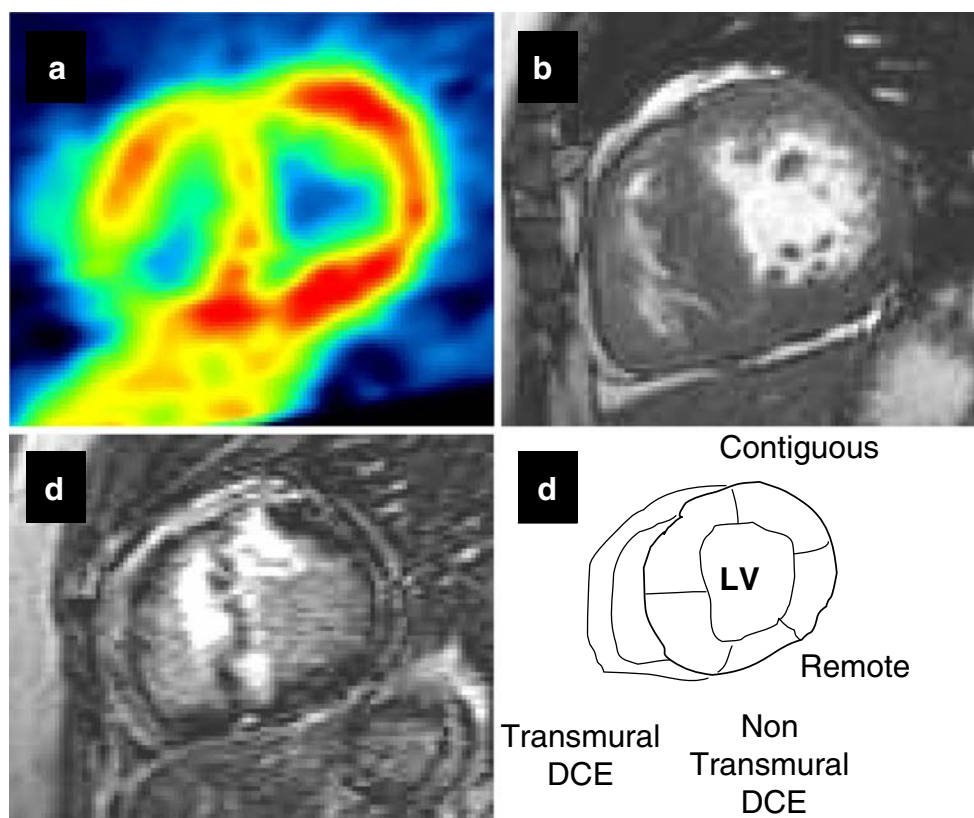 a
b
d
d
Contiguous
LV
Remote
Transmural
DCE
Non
Transmural
DCE